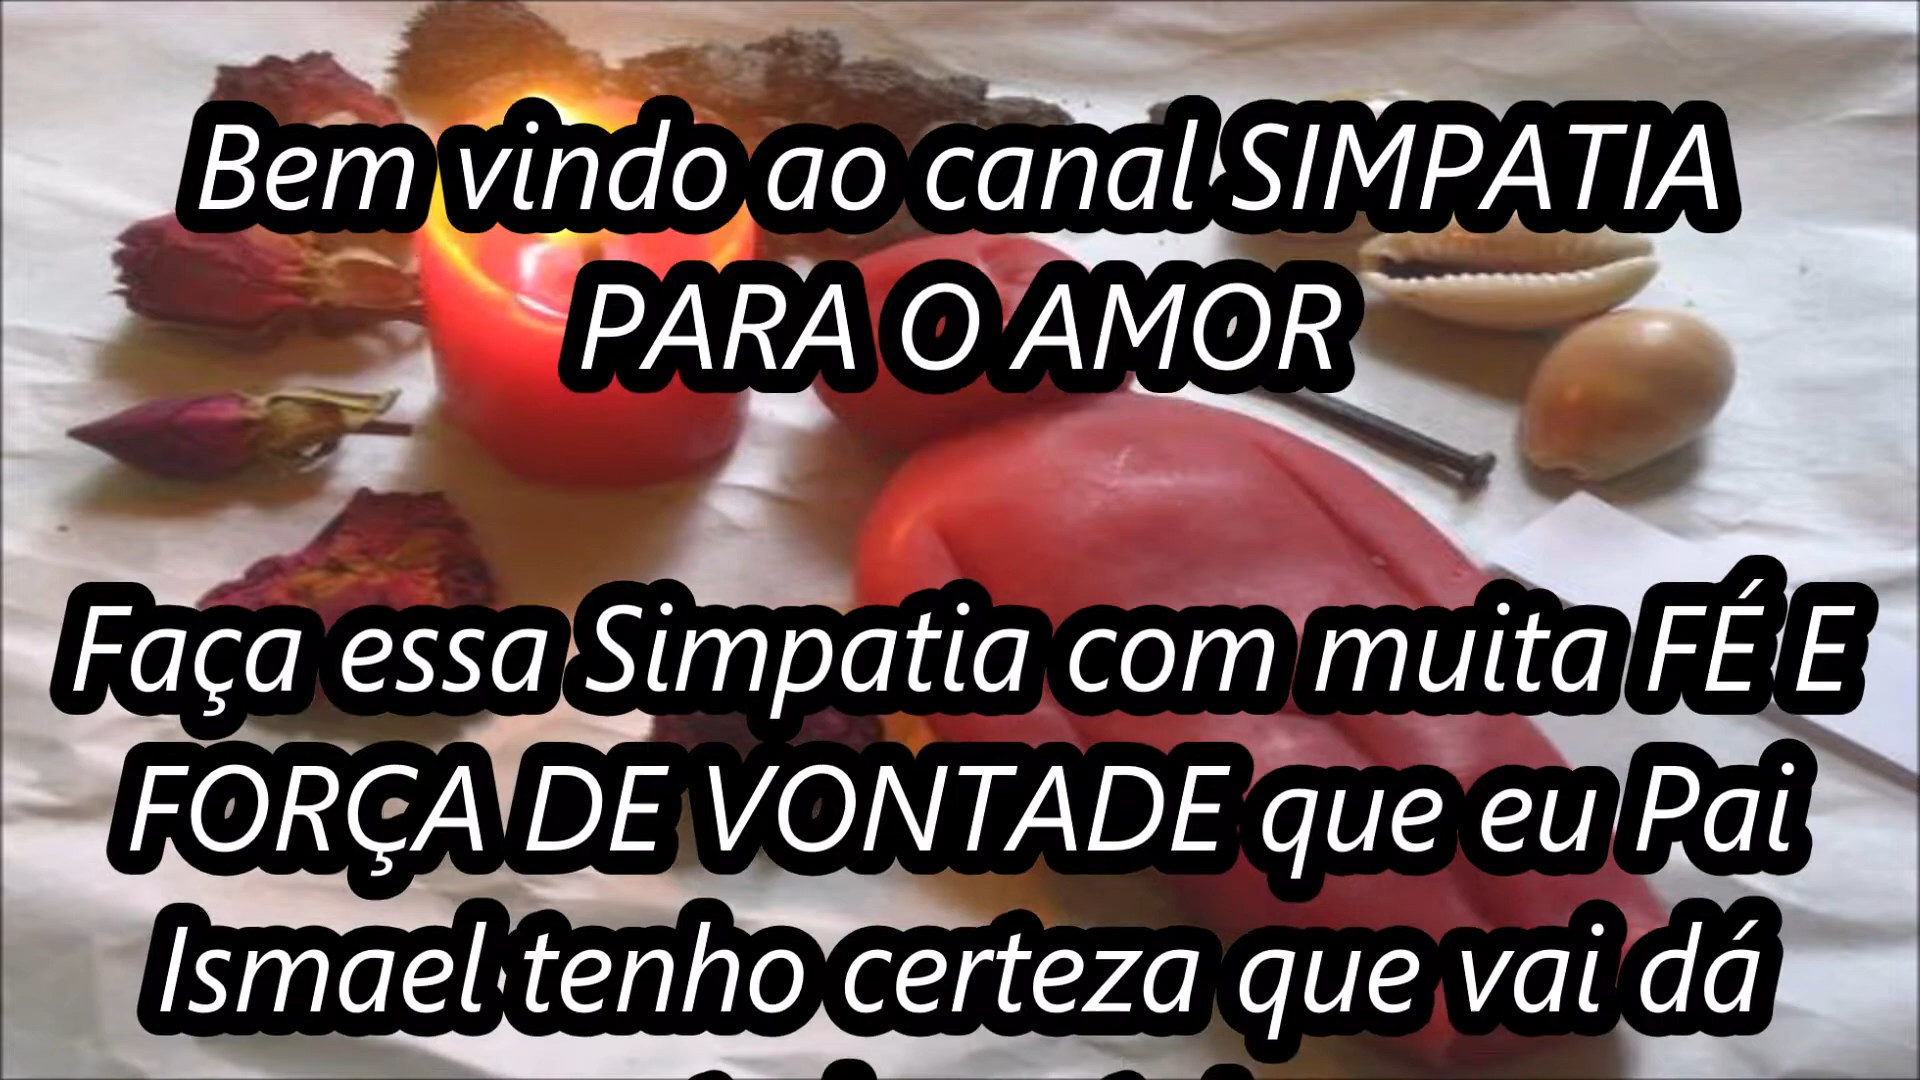 Bem vindo ao canal SIMPATIA
PARA O AMOR
Faça essa Simpatia com muita FÉ E
FORÇA DE VONTADE que eu Pai
Ismael tenho certeza que vai dá